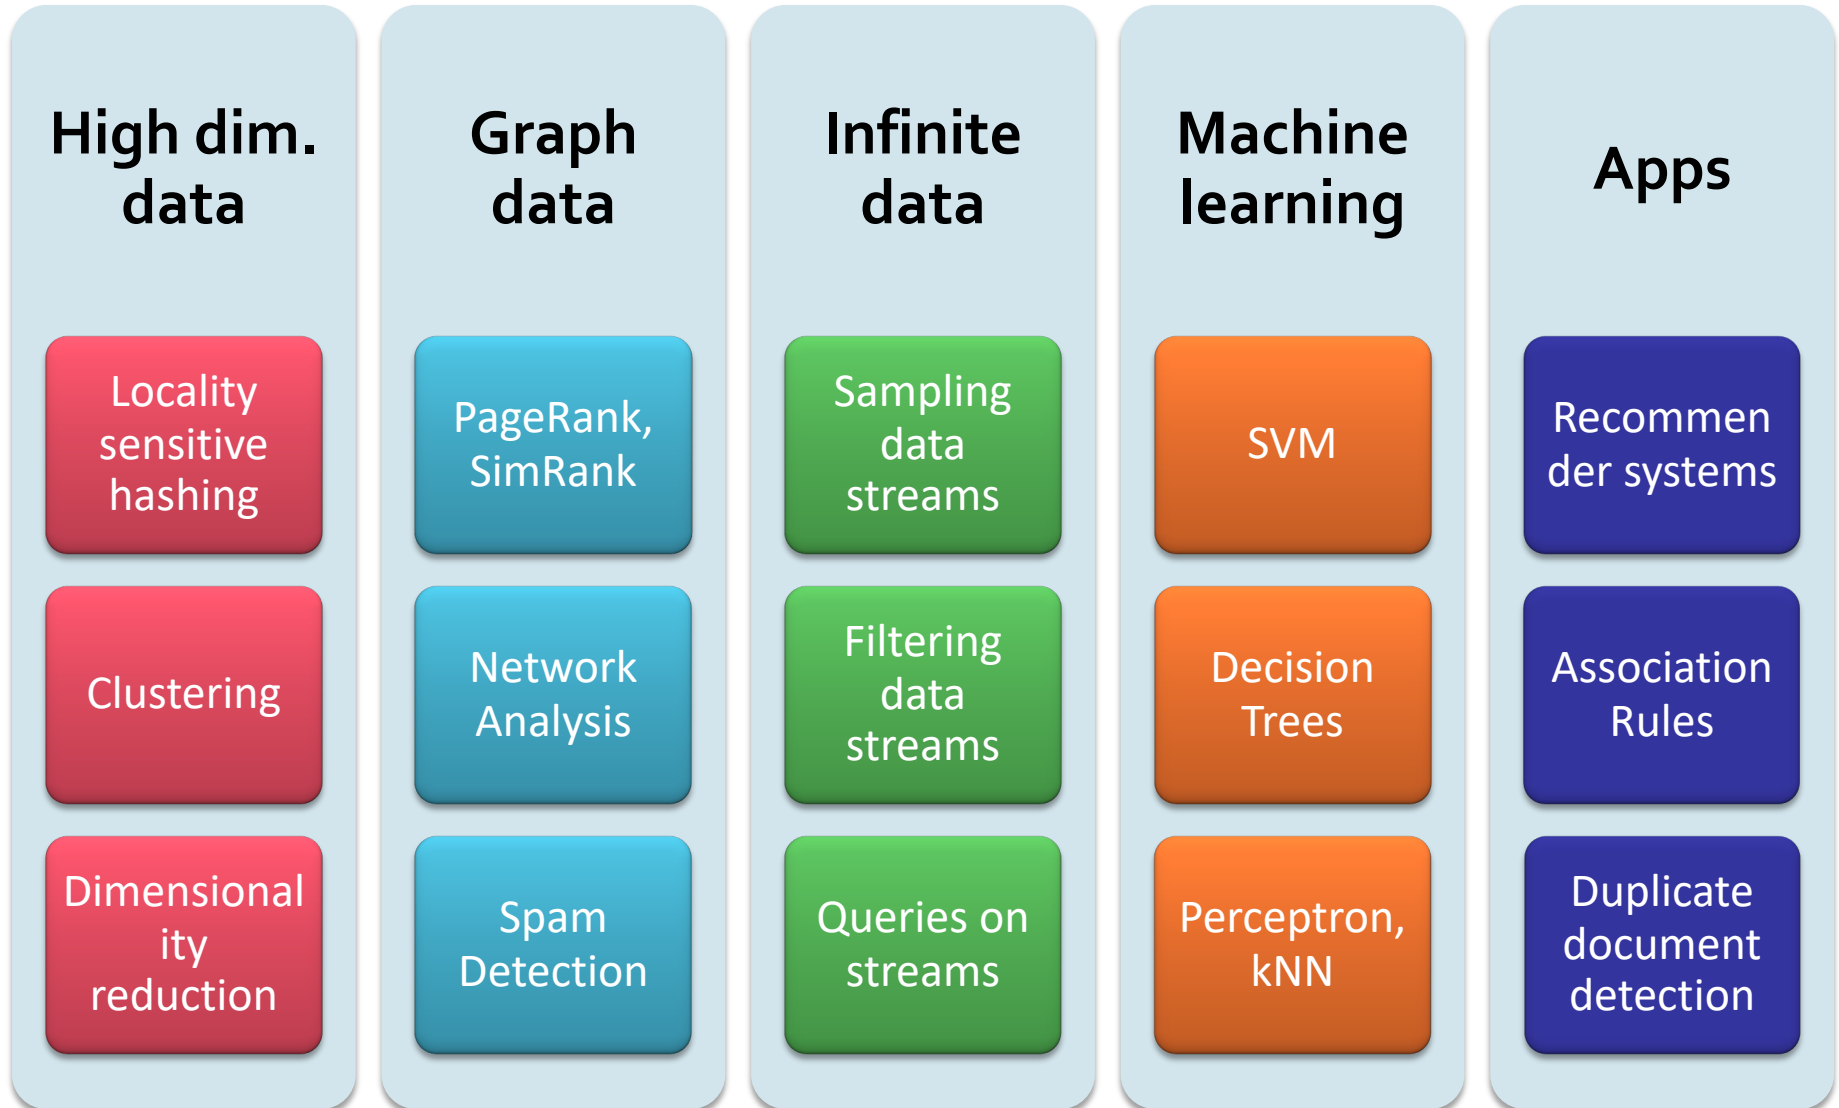 High dim.
data
Locality
sensitive
hashing
Clustering
Dimensional
ity
reduction
Graph
data
PageRank,
SimRank
Network
Analysis
Spam
Detection
Infinite
data
Sampling
data
streams
Filtering
data
streams
Queries on
streams
Machine
learning
SVM
Decision
Trees
Perceptron,
kNN
Apps
Recommen
der systems
Association
Rules
Duplicate
document
detection